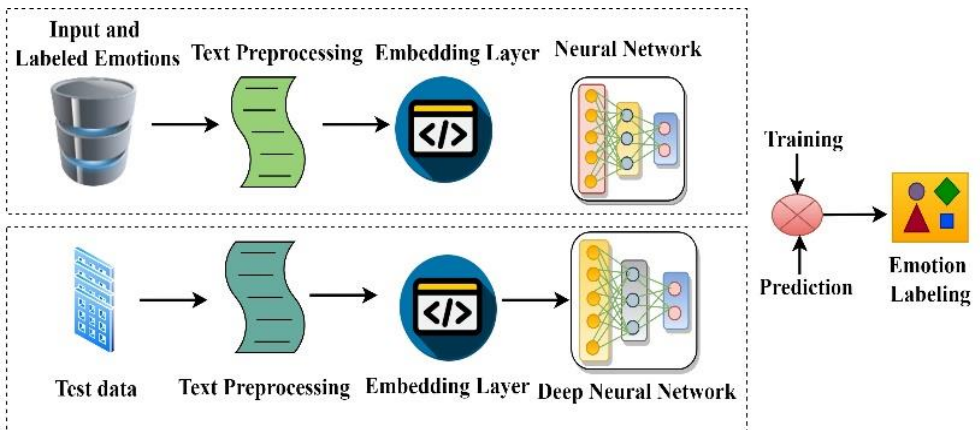 Input and
Labeled Emotions
Text Preprocessing
Embedding Layer
Neural Network
</>
Training
Prediction
Emotion
Labeling
</>
Test data
Text Preprocessing
Embedding Layer
Deep Neural Network